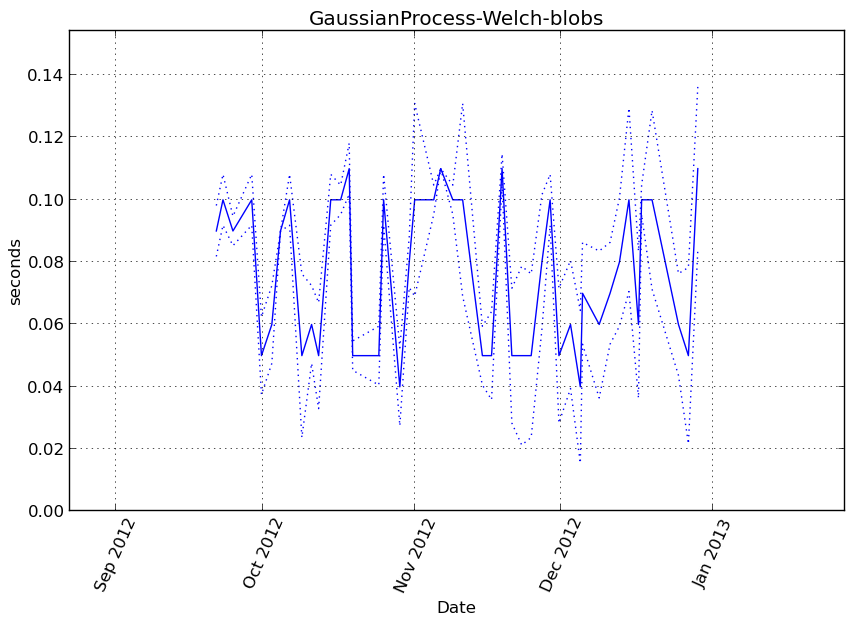 GaussianProcess-Welch-blobs
0.14
0.12
0.10
0.08
0.06
0.04
0.02
0.00
seconds
Sep 2012
Oct 2012
Nov 2012
Dec 2012
Jan 2013
Date